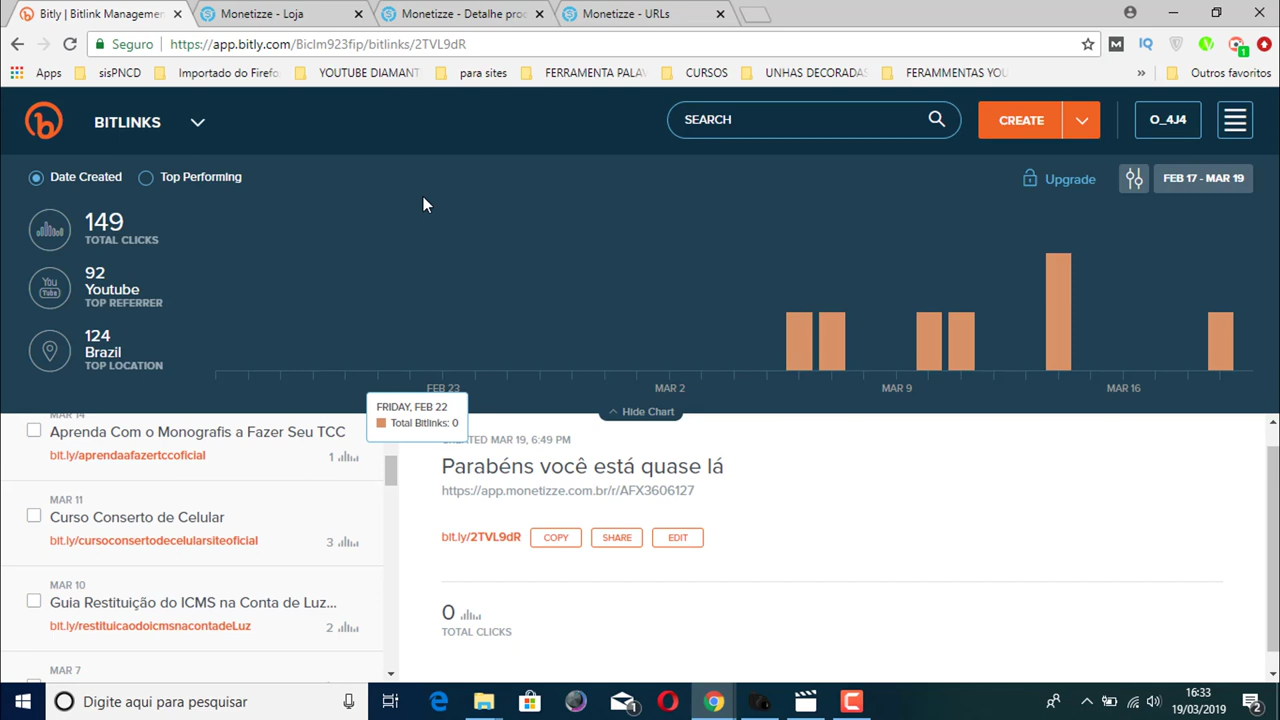 Bitly | Bitlink Managemen
Monetizze - Loja
Monetizze - Detalhe proc
Monetizze - URLs
Seguro
https://app.bitly.com/Biclm923fip/bitlinks/2TVL9dR
Apps
sisPNCD
Importado do Firefo
YOUTUBE DIAMANT
para sites
FERRAMENTA PALA
CURSOS
UNHAS DECORADAS
FERAMMENTAS YOU
»
Outros favoritos
BITLINKS
SEARCH
CREATE
O_4J4
Date Created
Top Performing
Upgrade
FEB 17 - MAR 19
149
TOTAL CLICKS
92
Youtube
TOP REFERRER
124
Brazil
TOP LOCATION
FEB 23
MAR 2
MAR 9
MAR 16
FRIDAY, FEB 22
Total Bitlinks: 0
Hide Chart
MAR 14
Aprenda Com o Monografis a Fazer Seu TCC
bit.ly/aprendaafazertccoficial
1
MAR 11
Curso Conserto de Celular
bit.ly/cursoconsertodecelularsiteoficial
3
MAR 10
Guia Restituição do ICMS na Conta de Luz...
bit.ly/restituicaodoicmsnacontadeLuz
2
MAR 7
CREATED MAR 19, 6:49 PM
Parabéns você está quase lá
https://app.monetizze.com.br/r/AFX3606127
bit.ly/2TVL9dR
COPY
SHARE
EDIT
0
TOTAL CLICKS
Digite aqui para pesquisar
16:33
19/03/2019